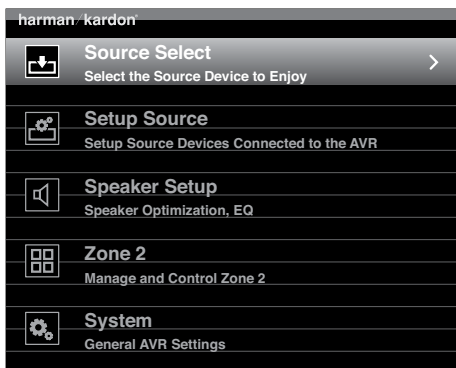 harman/kardon®
Source Select
Select the Source Device to Enjoy
Setup Source
Setup Source Devices Connected to the AVR
Speaker Setup
Speaker Optimization, EQ
Zone 2
Manage and Control Zone 2
System
General AVR Settings